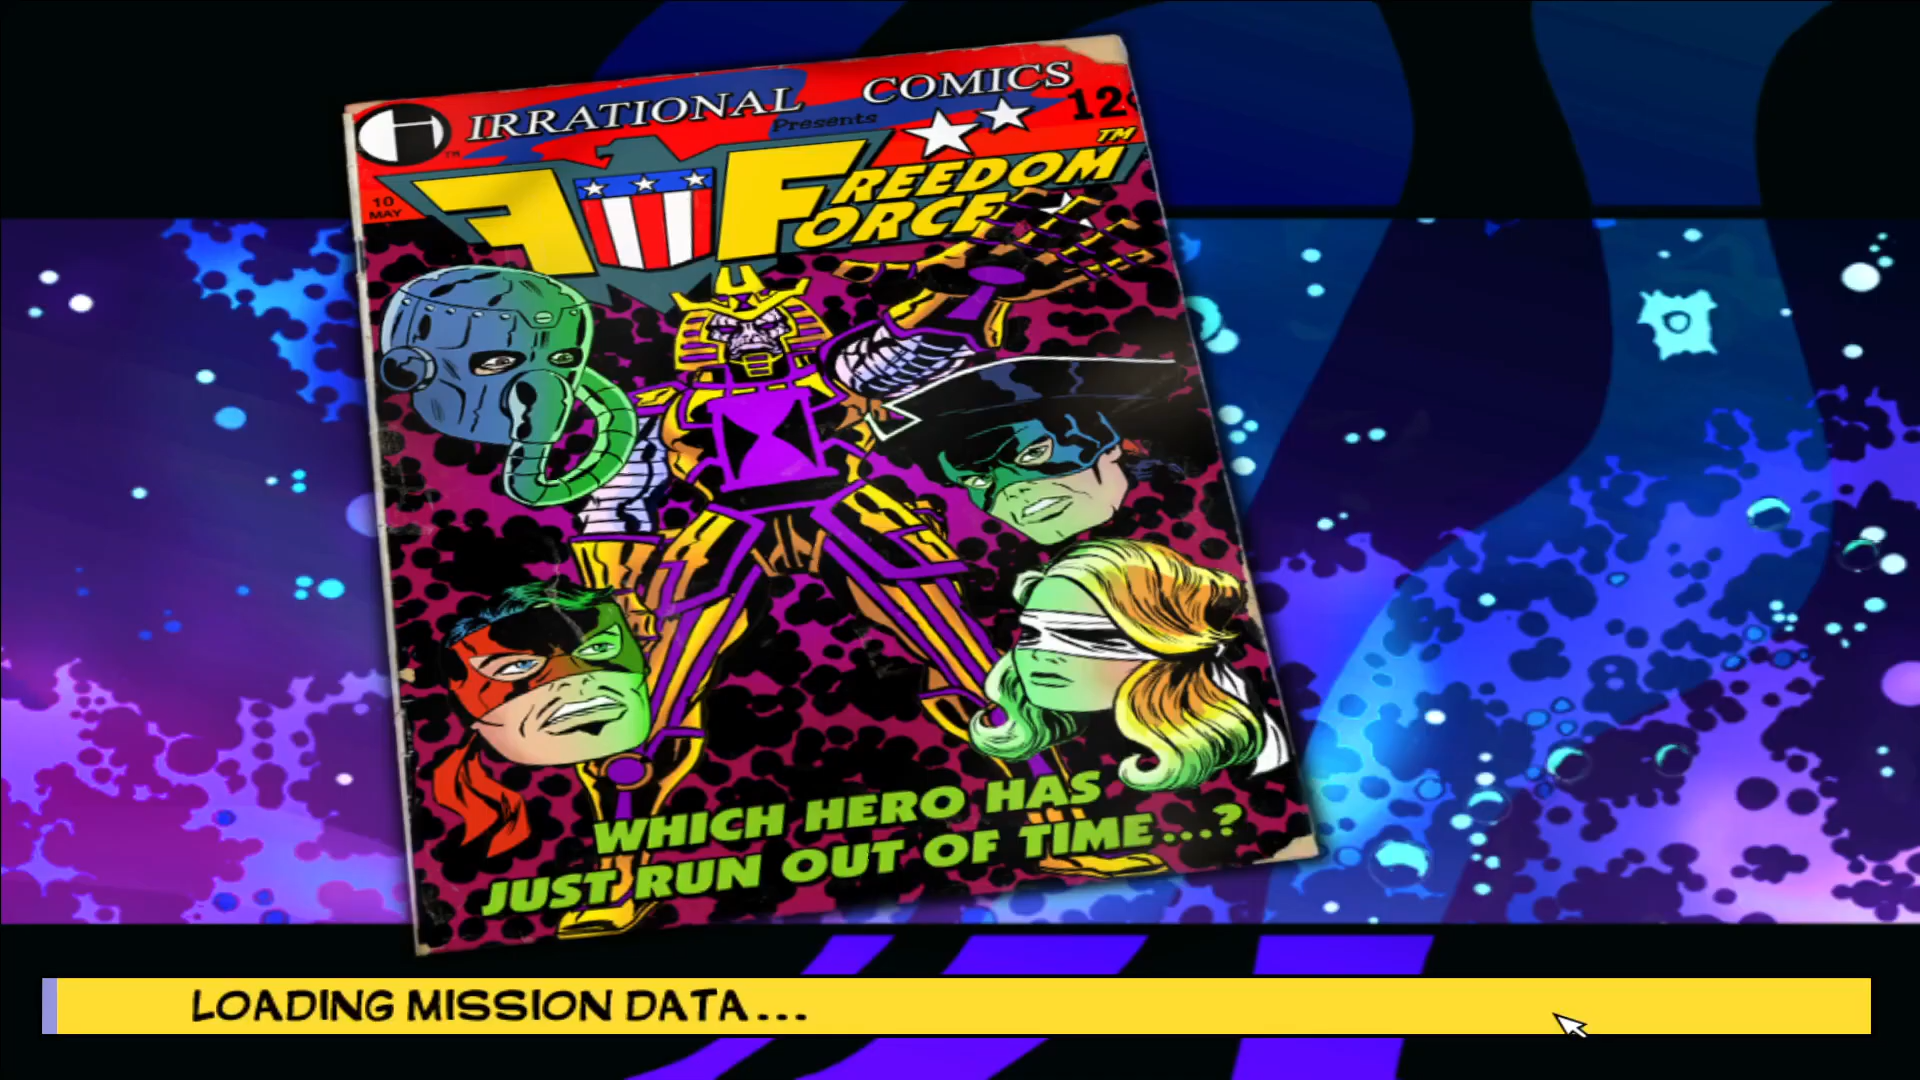 IRRATIONAL COMICS
Presents
12¢
TM
TM
10
MAY
FREEDOM
FORCE
WHICH HERO HAS
JUST RUN OUT OF TIME...?
LOADING MISSION DATA...